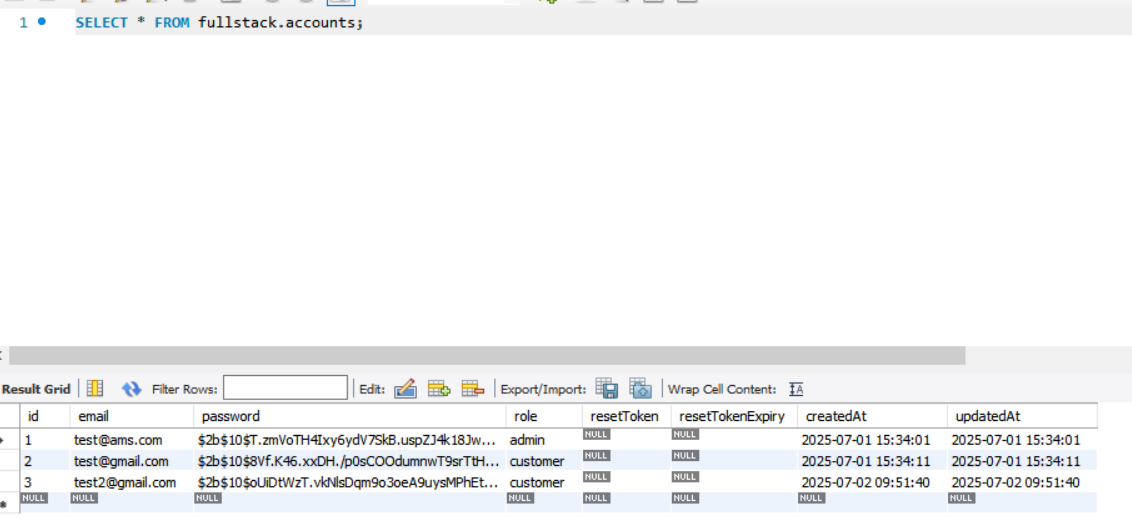 1 SELECT * FROM fullstack.accounts;
Result Grid Filter Rows: Edit: Export/Import: Wrap Cell Content:
id email password role resetToken resetTokenExpiry createdAt updatedAt
1 test@ams.com $2b$10$T.zmVoTH4Ixy6ydV7SkB.uspZJ4k18Jw... admin NULL NULL 2025-07-01 15:34:01 2025-07-01 15:34:01
2 test@gmail.com $2b$10$8Vf.K46.xxDH./p0sCOOdumnwT9srTtH... customer NULL NULL 2025-07-01 15:34:11 2025-07-01 15:34:11
3 test2@gmail.com $2b$10$oUiDtWzT.vkNlsDqm9o3oeA9uysMPhEt... customer NULL NULL 2025-07-02 09:51:40 2025-07-02 09:51:40
NULL NULL NULL NULL NULL NULL NULL NULL